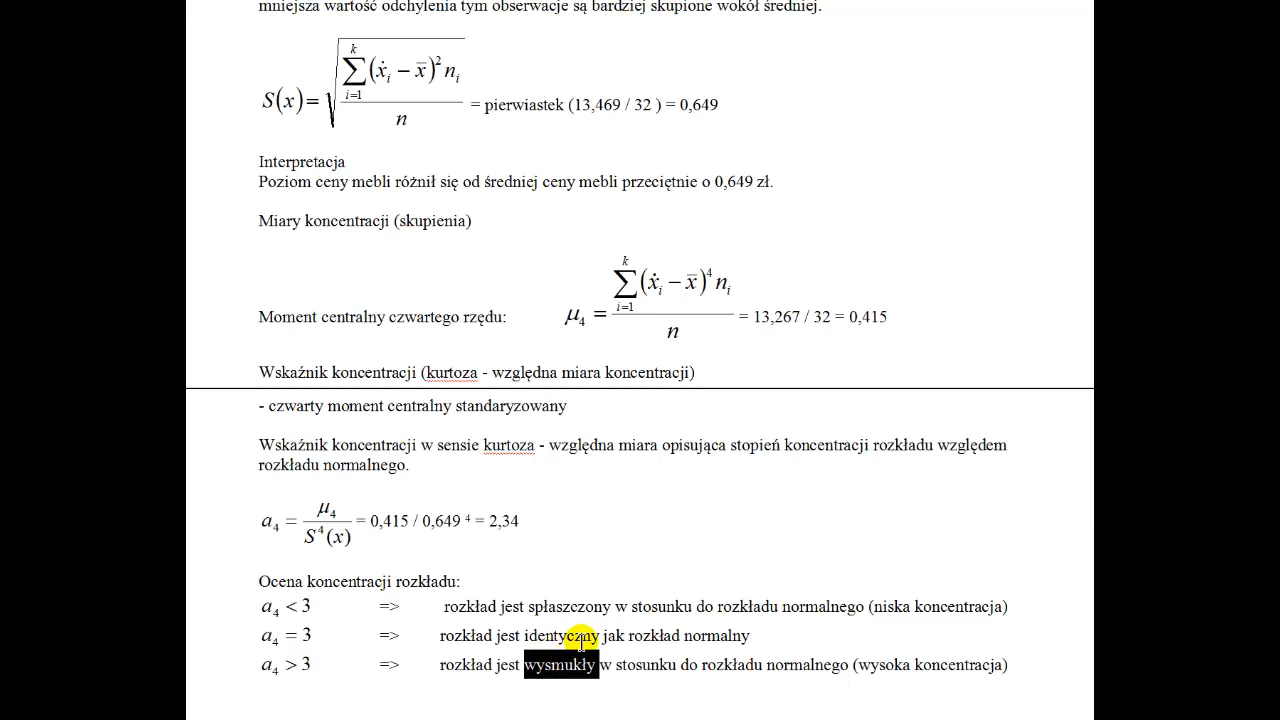 mniejsza wartość odchylenia tym obserwacje są bardziej skupione wokół średniej.
S(x) = √(∑_{i=1}^{k} (ẋ_i − x̄)² n_i / n) = pierwiastek (13,469 / 32 ) = 0,649
Interpretacja
Poziom ceny mebli różnił się od średniej ceny mebli przeciętnie o 0,649 zł.
Miary koncentracji (skupienia)
Moment centralny czwartego rzędu: μ₄ = ∑_{i=1}^{k} (ẋ_i − x̄)⁴ n_i / n = 13,267 / 32 = 0,415
Wskaźnik koncentracji (kurtoza - względna miara koncentracji)
- czwarty moment centralny standaryzowany
Wskaźnik koncentracji w sensie kurtoza - względna miara opisująca stopień koncentracji rozkładu względem
rozkładu normalnego.
a₄ = μ₄ / S⁴(x) = 0,415 / 0,649 ⁴ = 2,34
Ocena koncentracji rozkładu:
a₄ < 3 => rozkład jest spłaszczony w stosunku do rozkładu normalnego (niska koncentracja)
a₄ = 3 => rozkład jest identyczny jak rozkład normalny
a₄ > 3 => rozkład jest wysmukły w stosunku do rozkładu normalnego (wysoka koncentracja)